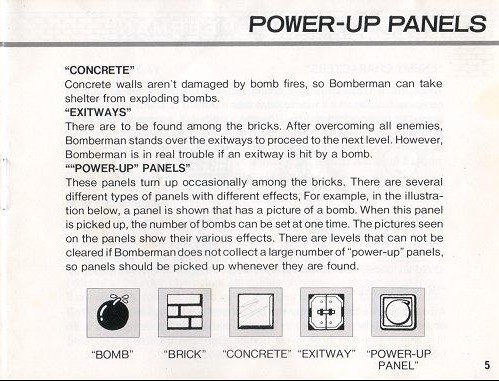 POWER-UP PANELS
"CONCRETE"
Concrete walls aren't damaged by bomb fires, so Bomberman can take
shelter from exploding bombs.
"EXITWAYS"
There are to be found among the bricks. After overcoming all enemies,
Bomberman stands over the exitways to proceed to the next level. However,
Bomberman is in real trouble if an exitway is hit by a bomb.
""POWER-UP" PANELS"
These panels turn up occasionally among the bricks. There are several
different types of panels with different effects, For example, in the illustra-
tion below, a panel is shown that has a picture of a bomb. When this panel
is picked up, the number of bombs can be set at one time. The pictures seen
on the panels show their various effects. There are levels that can not be
cleared if Bomberman does not collect a large number of "power-up" panels,
so panels should be picked up whenever they are found.
"BOMB" "BRICK" "CONCRETE" "EXITWAY" "POWER-UP
PANEL"
5